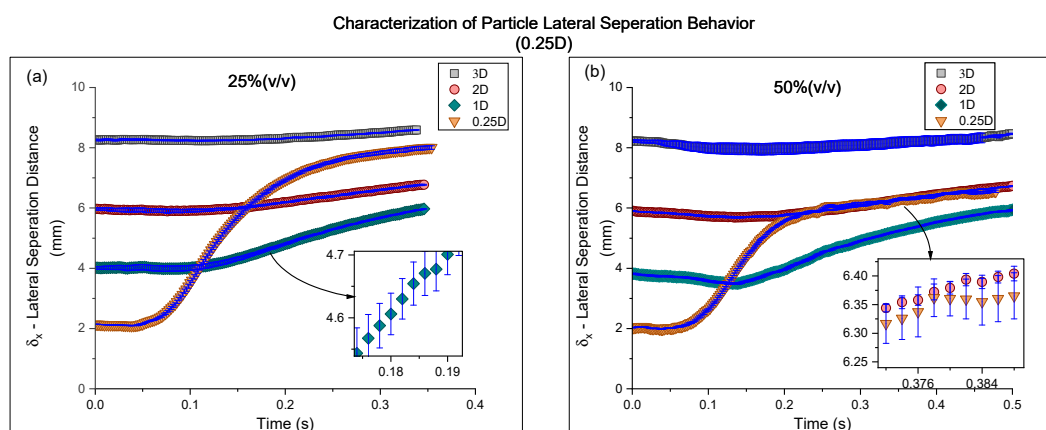 Characterization of Particle Lateral Seperation Behavior
(0.25D)
(a)
25%(v/v)
3D
2D
1D
0.25D
10
8
6
4
2
0
δx - Lateral Seperation Distance
(mm)
4.7
4.6
0.18
0.19
0.0
0.1
0.2
0.3
0.4
Time (s)
(b)
50%(v/v)
3D
2D
1D
0.25D
10
8
6
4
2
0
δx - Lateral Seperation Distance
(mm)
6.40
6.35
6.30
6.25
0.376
0.384
0.0
0.1
0.2
0.3
0.4
0.5
Time (s)